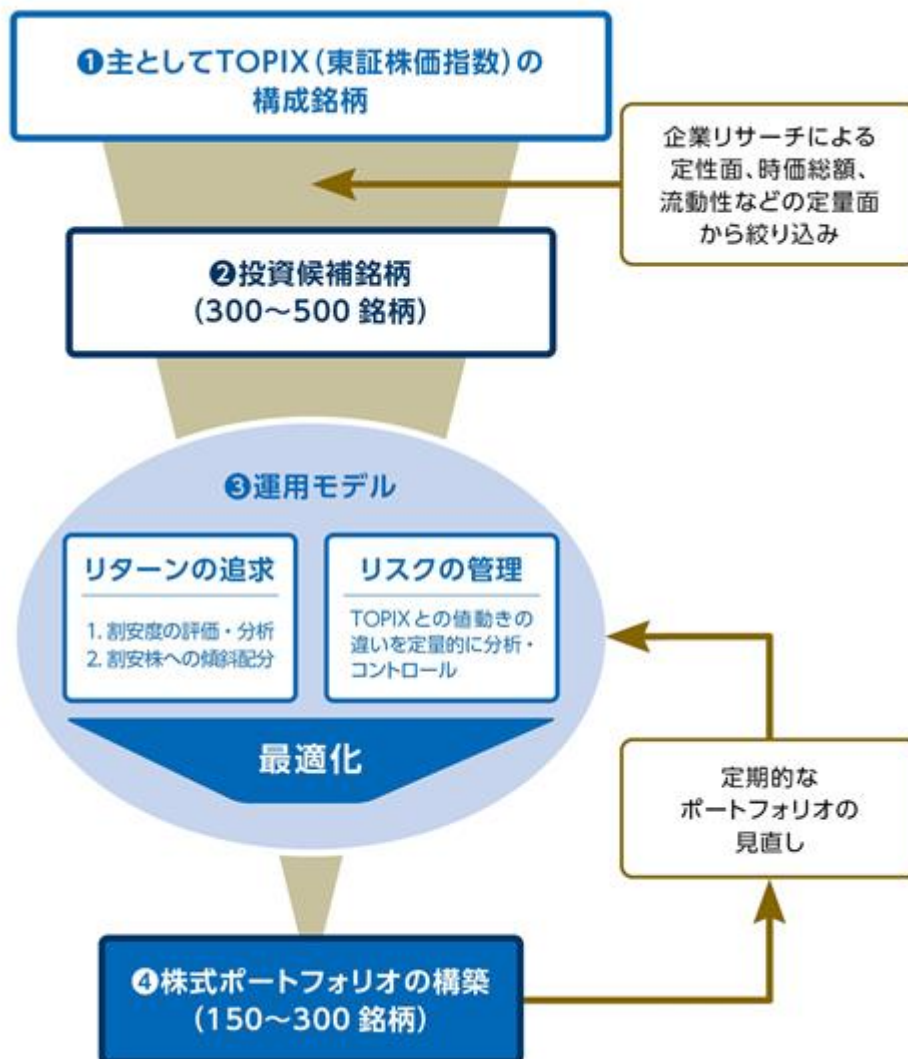 ❶主としてTOPIX(東証株価指数)の
構成銘柄
企業リサーチによる
定性面、時価総額、
流動性などの定量面
から絞り込み
❷投資候補銘柄
(300～500 銘柄)
❸運用モデル
リターンの追求
1. 割安度の評価・分析
2. 割安株への傾斜配分
リスクの管理
TOPIXとの値動きの
違いを定量的に分析・
コントロール
最適化
定期的な
ポートフォリオの
見直し
❹株式ポートフォリオの構築
(150～300 銘柄)